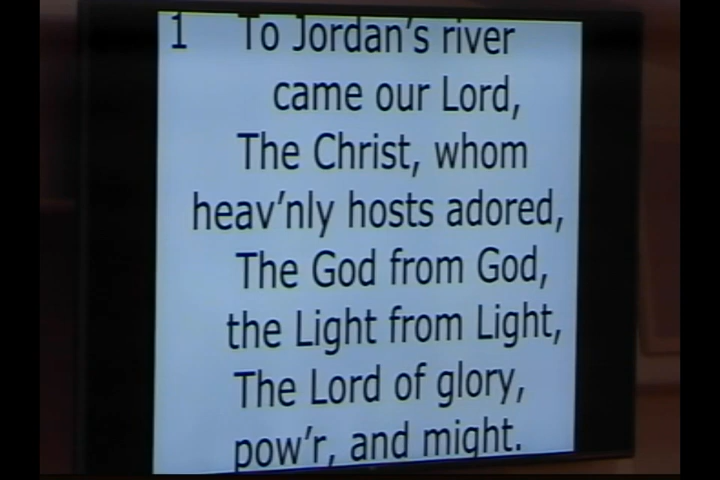 1 To Jordan's river
came our Lord,
The Christ, whom
heav'nly hosts adored,
The God from God,
the Light from Light,
The Lord of glory,
pow'r, and might.